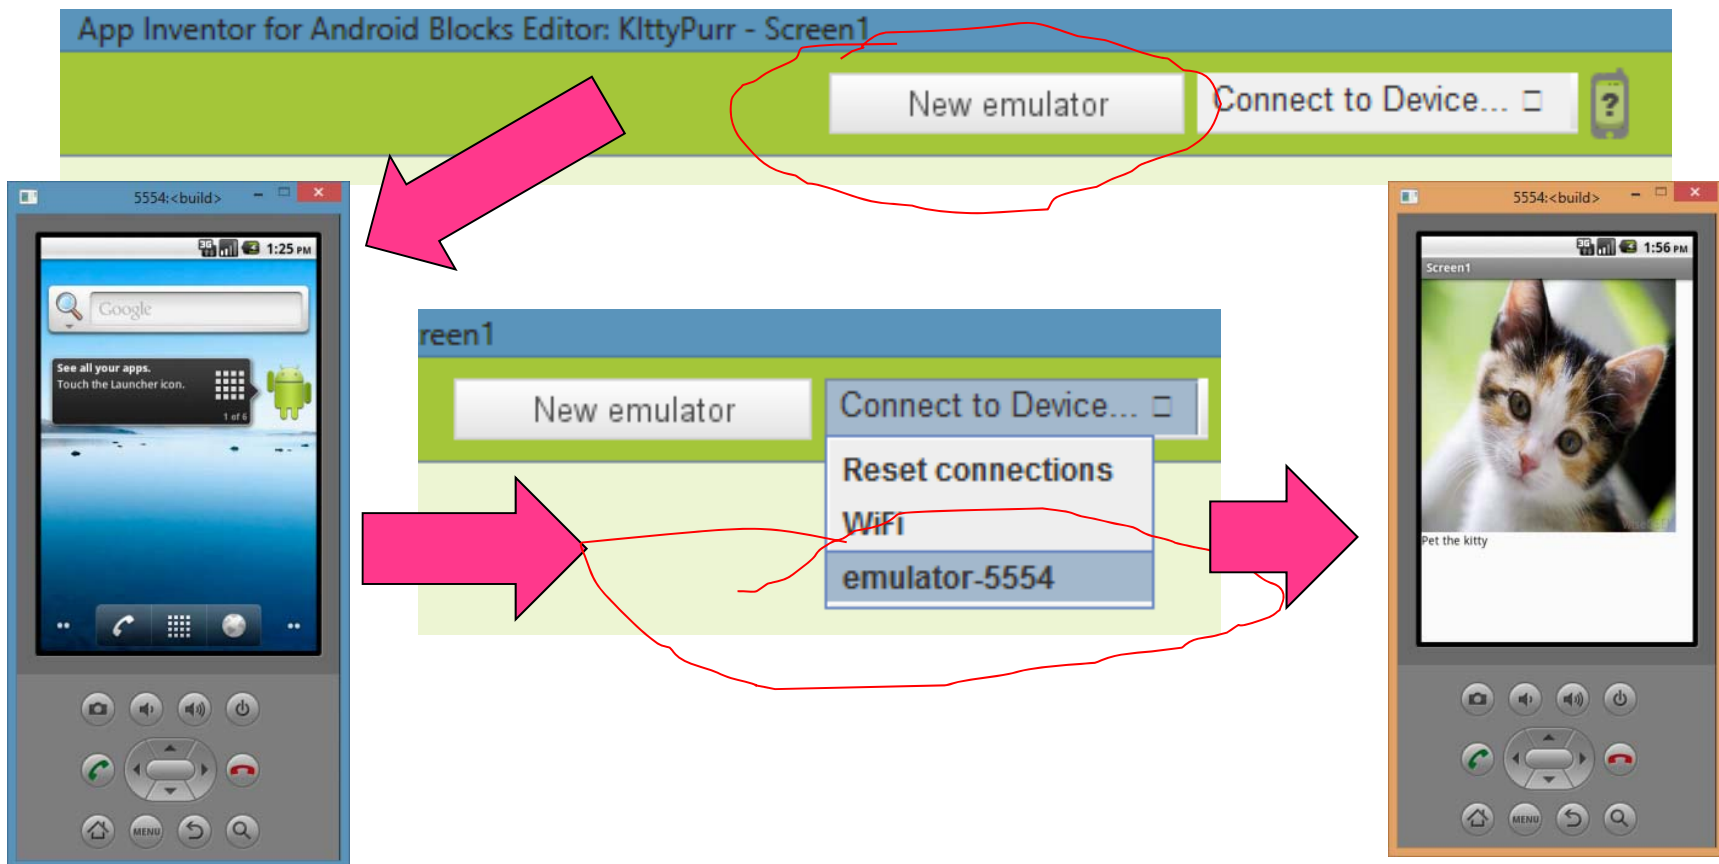 App Inventor for Android Blocks Editor: KIttyPurr - Screen1
New emulator
Connect to Device...
?
5554:<build>
3G
1:25 PM
Google
See all your apps.
Touch the Launcher icon.
1 of 6
MENU
reen1
New emulator
Connect to Device...
Reset connections
WiFi
emulator-5554
5554:<build>
3G
1:56 PM
Screen1
Pet the kitty
MENU